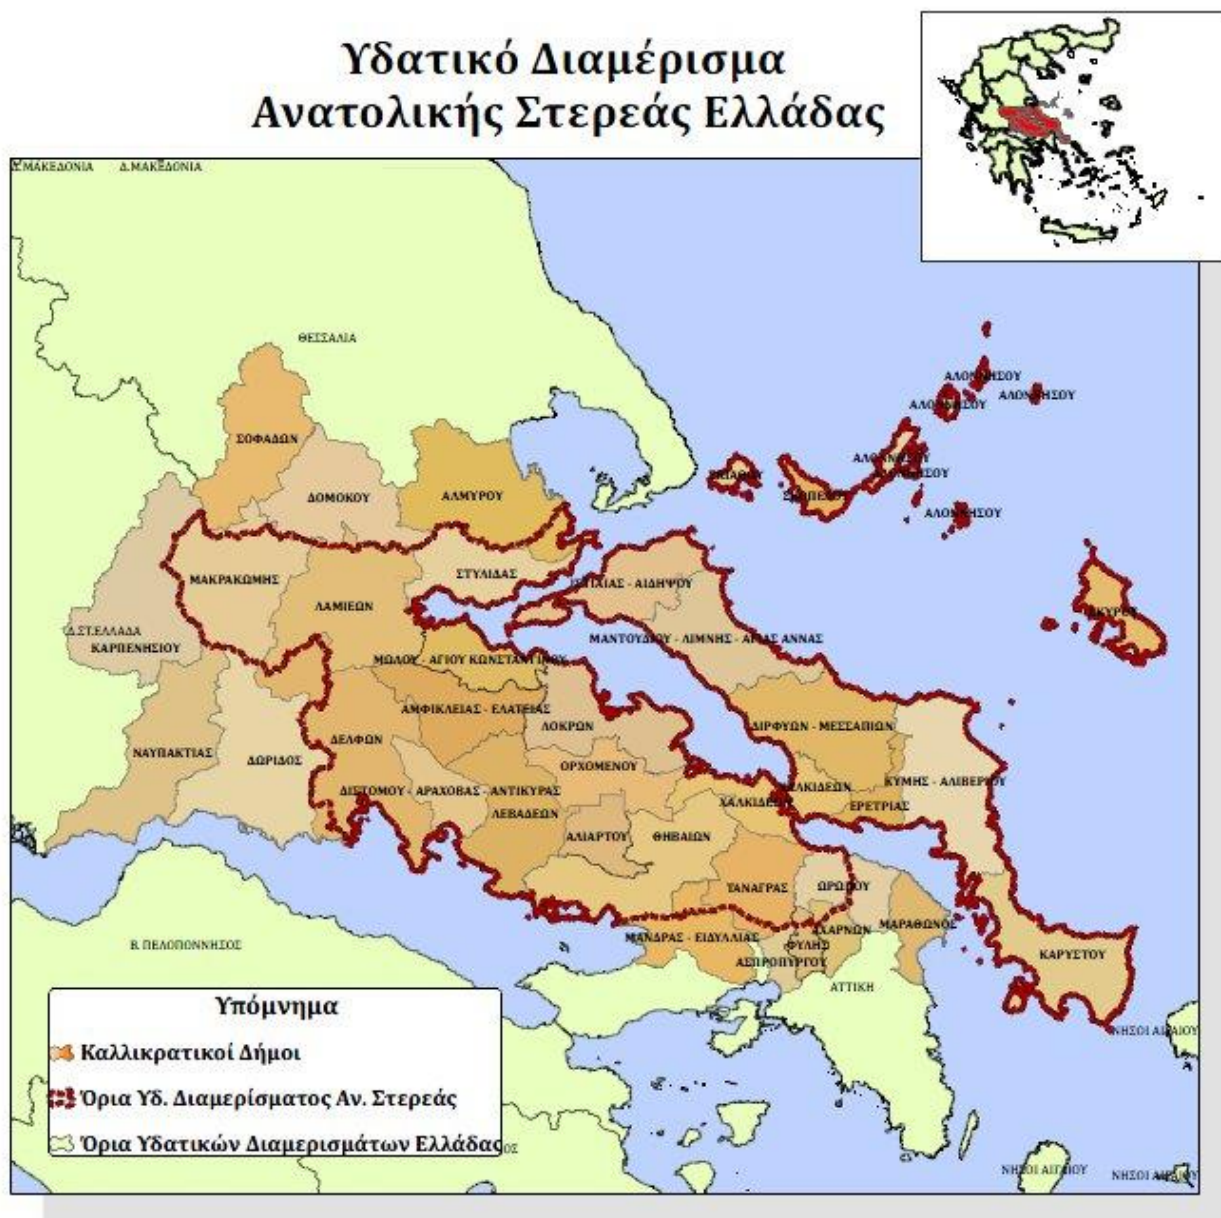 Υδατικό Διαμέρισμα
Ανατολικής Στερεάς Ελλάδας
Δ.ΜΑΚΕΔΟΝΙΑ Δ.ΜΑΚΕΔΟΝΙΑ
ΘΕΣΣΑΛΙΑ
ΑΛΟΝΝΗΣΟΥ
ΑΛΟΝΝΗΣΟΥ
ΑΛΟΝΝΗΣΟΥ
ΣΟΦΑΔΩΝ
ΑΛΟΝΝΗΣΟΥ
ΑΛΟΝΝΗΣΟΥ
ΣΚΙΑΘΟΥ
ΔΟΜΟΚΟΥ
ΑΛΜΥΡΟΥ
ΣΚΟΠΕΛΟΥ
ΑΛΟΝΝΗΣΟΥ
ΣΤΥΛΙΔΑΣ
ΜΑΚΡΑΚΩΜΗΣ
ΙΣΤΙΑΙΑΣ - ΑΙΔΗΨΟΥ
ΛΑΜΙΕΩΝ
ΣΚΥΡΟΥ
Δ.ΣΤ.ΕΛΛΑΔΑ
ΜΑΝΤΟΥΔΙΟΥ - ΛΙΜΝΗΣ - ΑΓΙΑΣ ΑΝΝΑΣ
ΚΑΡΠΕΝΗΣΙΟΥ
ΜΩΛΟΥ - ΑΓΙΟΥ ΚΩΝΣΤΑΝΤΙΝΟΥ
ΑΜΦΙΚΛΕΙΑΣ - ΕΛΑΤΕΙΑΣ
ΛΟΚΡΩΝ
ΔΙΡΦΥΩΝ - ΜΕΣΣΑΠΙΩΝ
ΔΕΛΦΩΝ
ΝΑΥΠΑΚΤΙΑΣ
ΔΩΡΙΔΟΣ
ΟΡΧΟΜΕΝΟΥ
ΚΥΜΗΣ - ΑΛΙΒΕΡΙΟΥ
ΔΙΣΤΟΜΟΥ - ΑΡΑΧΟΒΑΣ - ΑΝΤΙΚΥΡΑΣ
ΧΑΛΚΙΔΕΩΝ
ΧΑΛΚΙΔΕΩΝ
ΕΡΕΤΡΙΑΣ
ΛΕΒΑΔΕΩΝ
ΑΛΙΑΡΤΟΥ
ΘΗΒΑΙΩΝ
ΤΑΝΑΓΡΑΣ
ΩΡΩΠΟΥ
ΜΑΡΑΘΩΝΟΣ
ΑΧΑΡΝΩΝ
ΜΑΝΔΡΑΣ - ΕΙΔΥΛΛΙΑΣ
ΦΥΛΗΣ
Β. ΠΕΛΟΠΟΝΝΗΣΟΣ
ΑΣΠΡΟΠΥΡΓΟΥ
ΚΑΡΥΣΤΟΥ
ΑΤΤΙΚΗ
ΝΗΣΟΙ ΑΙΓΑΙΟΥ
Υπόμνημα
Καλλικρατικοί Δήμοι
Όρια Υδ. Διαμερίσματος Αν. Στερεάς
Όρια Υδατικών Διαμερισμάτων Ελλάδας
ΝΗΣΟΙ ΑΙΓΑΙΟΥ
ΝΗΣΟΙ ΑΙΓΑΙΟΥ